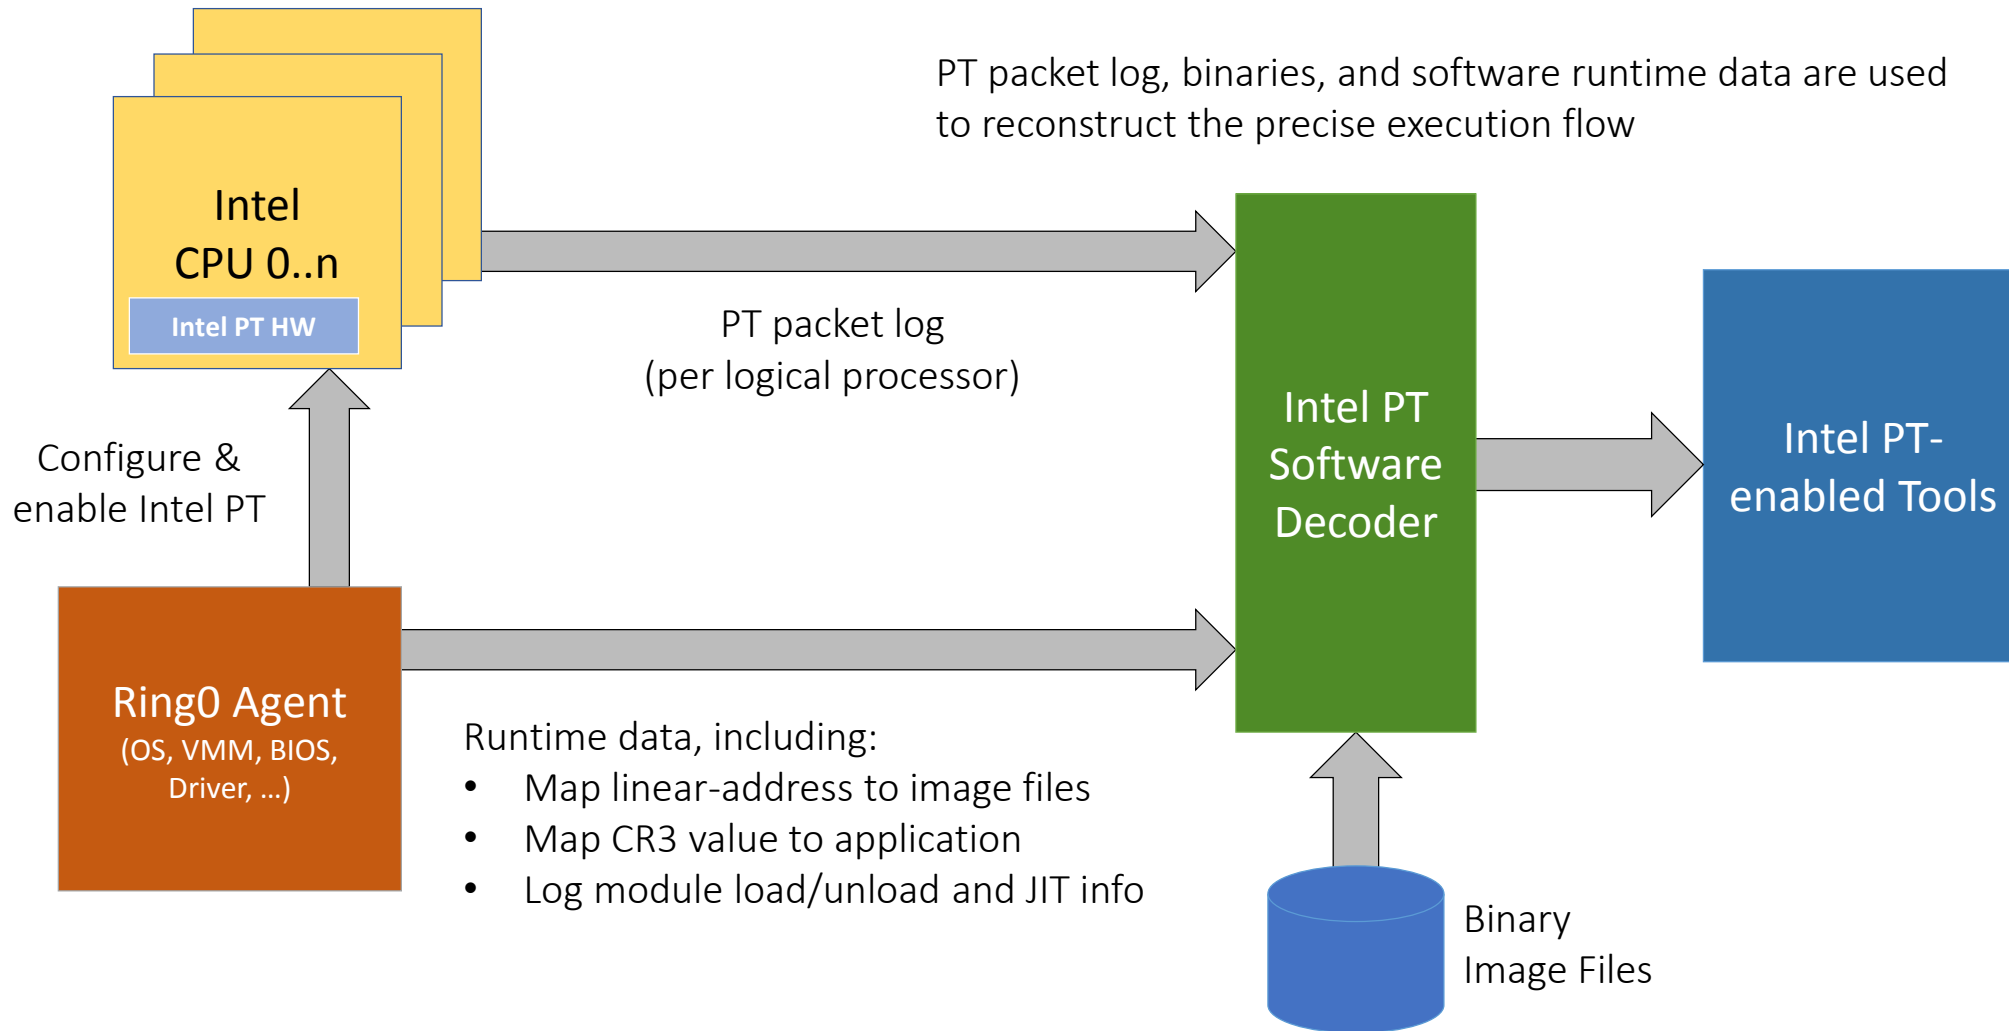 PT packet log, binaries, and software runtime data are used
to reconstruct the precise execution flow
Intel
CPU 0..n
Intel PT HW
PT packet log
(per logical processor)
Configure &
enable Intel PT
Intel PT
Software
Decoder
Intel PT-
enabled Tools
Ring0 Agent
(OS, VMM, BIOS,
Driver, ...)
Runtime data, including:
• Map linear-address to image files
• Map CR3 value to application
• Log module load/unload and JIT info
Binary
Image Files